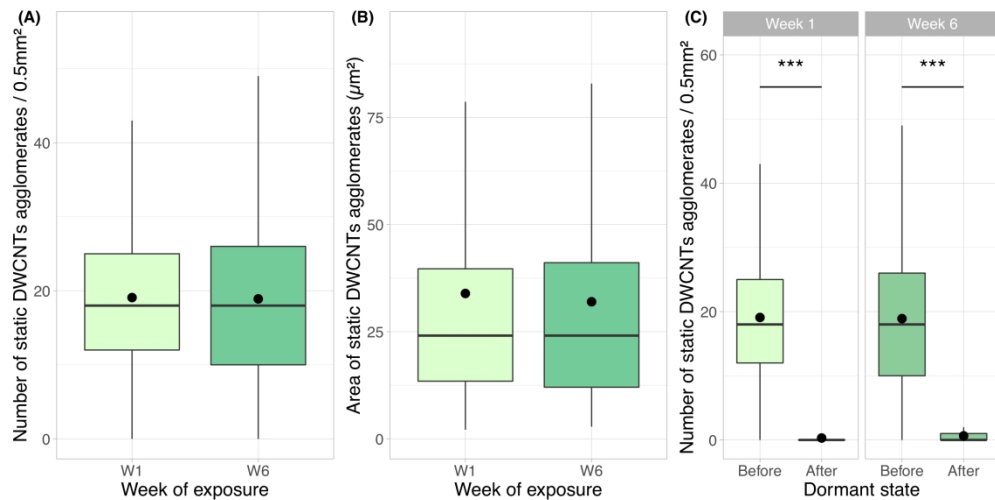 (A)
Number of static DWCNTs agglomerates / 0.5mm²
40
20
0
W1
W6
Week of exposure
(B)
Area of static DWCNTs agglomerates (µm²)
75
50
25
0
W1
W6
Week of exposure
(C)
Number of static DWCNTs agglomerates / 0.5mm²
Week 1
Week 6
60
40
20
0
***
***
Before
After
Before
After
Dormant state